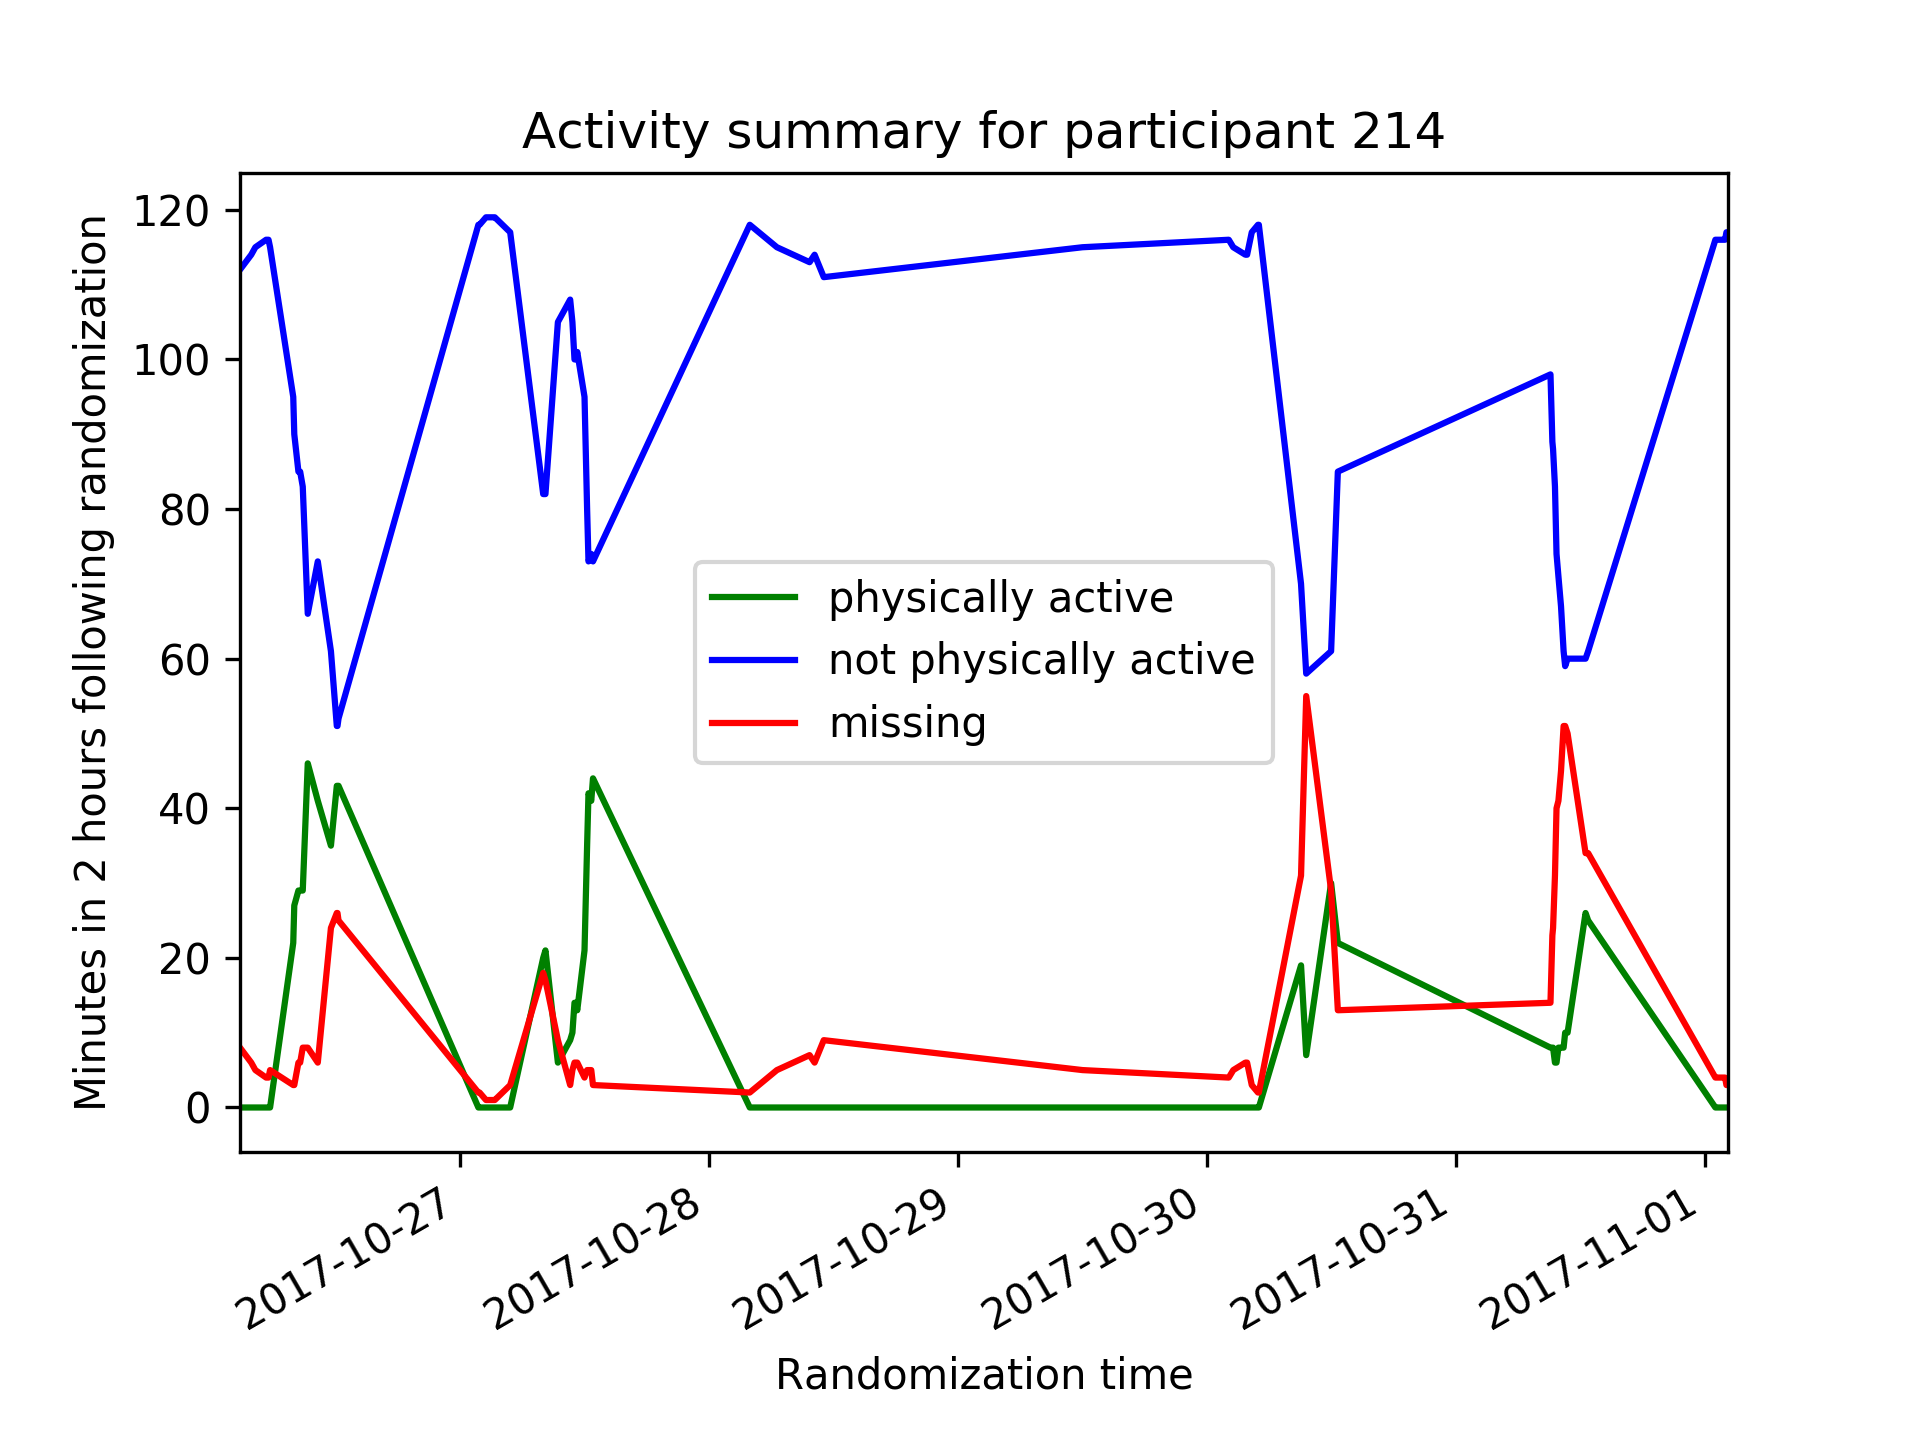 Activity summary for participant 214
Minutes in 2 hours following randomization
120
100
80
60
40
20
0
physically active
not physically active
missing
2017-10-27
2017-10-28
2017-10-29
2017-10-30
2017-10-31
2017-11-01
Randomization time